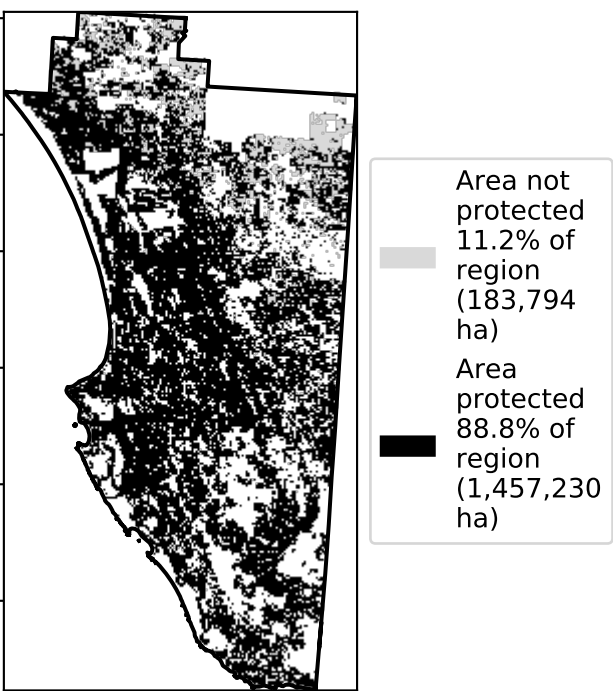 Area not
protected
11.2% of
region
(183,794
ha)
Area
protected
88.8% of
region
(1,457,230
ha)